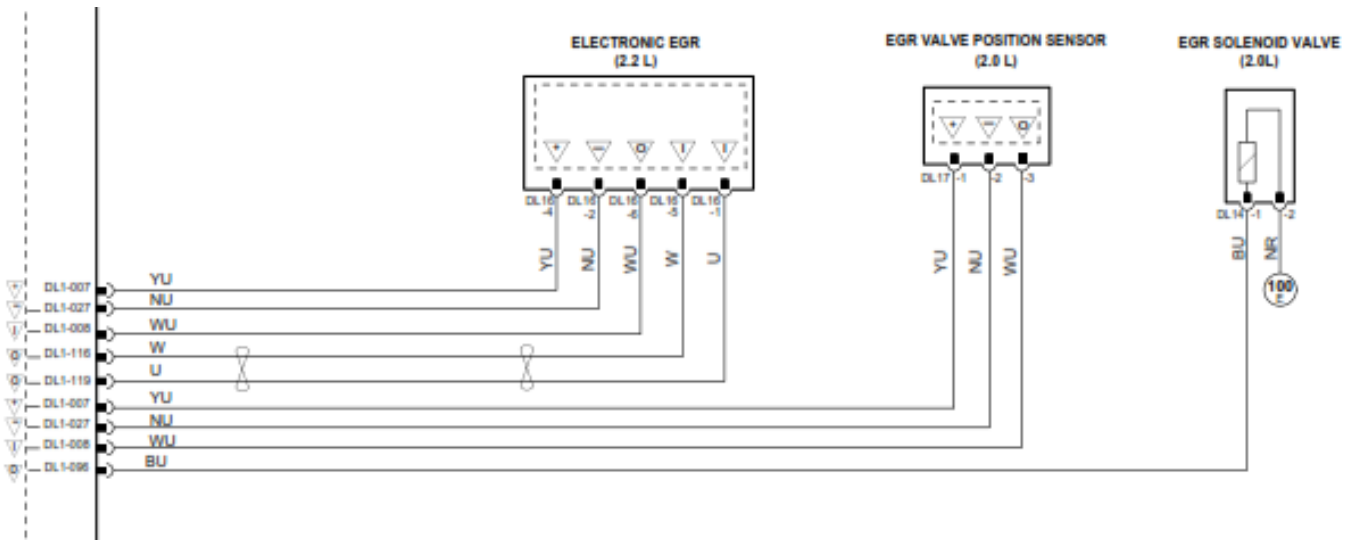 ELECTRONIC EGR
(2.2 L)
EGR VALVE POSITION SENSOR
(2.0 L)
EGR SOLENOID VALVE
(2.0L)
+ — O I I
+ — O
DL16 DL16 DL16 DL16 DL16
-4 -2 -6 -5 -1
DL17 -1 -2 -3
DL14 -1 -2
YU NU WU W U
YU NU WU
BU NR
100
E
+ DL1-007 YU
– DL1-027 NU
I DL1-008 WU
O DL1-116 W
O DL1-119 U
+ DL1-007 YU
– DL1-027 NU
I DL1-008 WU
O DL1-096 BU